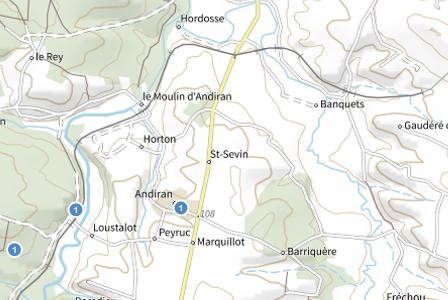 Hordosse
le Rey
le Moulin d'Andiran
Banquets
Gaudéré
Horton
St-Sevin
Andiran
1
1
108
1
Loustalot
Peyruc
Marquillot
Barriquère
Fréchou